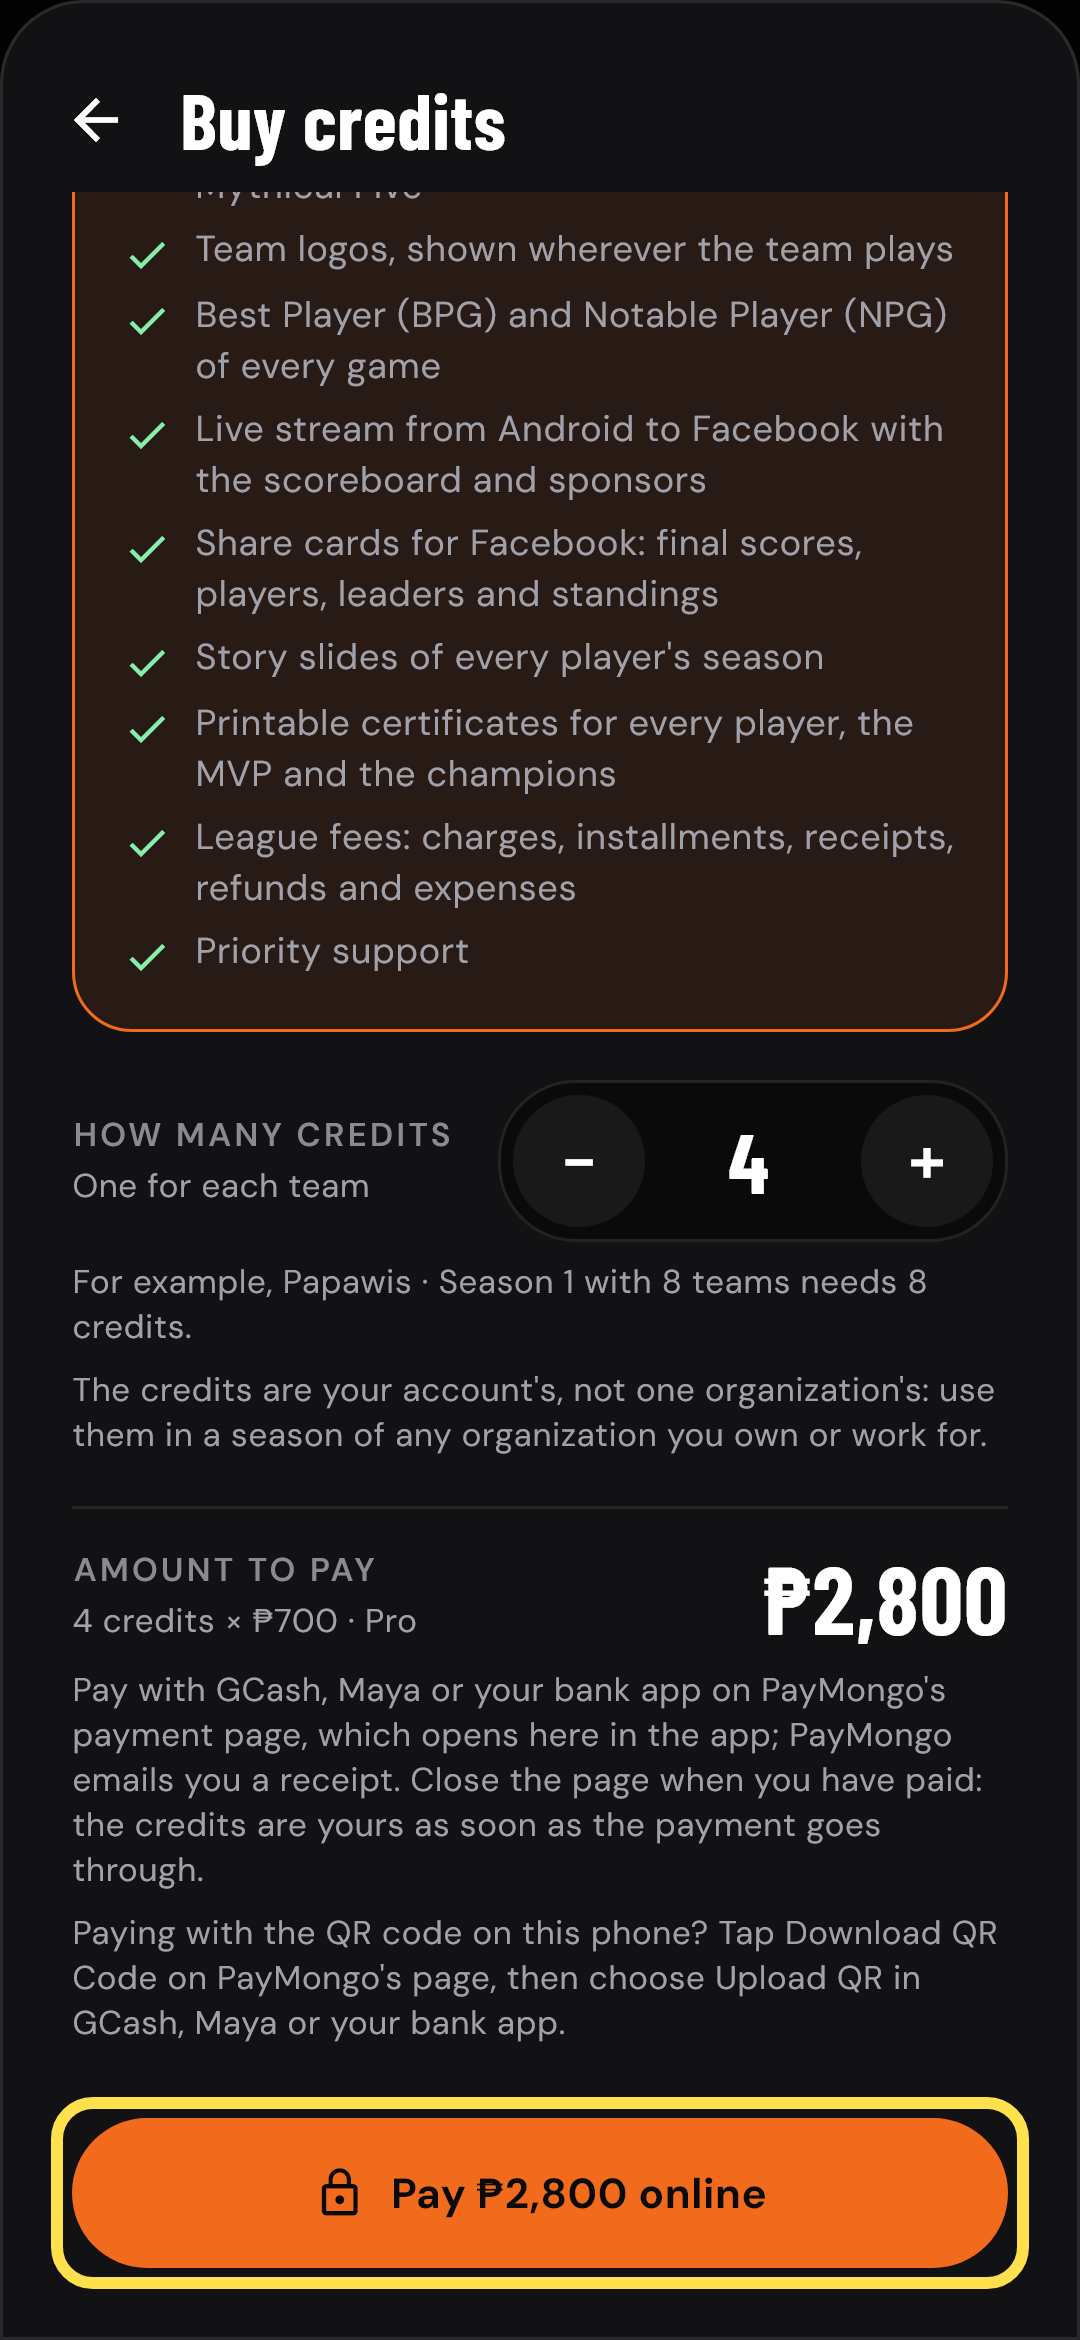 Buy credits
Mythical Five
Team logos, shown wherever the team plays
Best Player (BPG) and Notable Player (NPG)
of every game
Live stream from Android to Facebook with
the scoreboard and sponsors
Share cards for Facebook: final scores,
players, leaders and standings
Story slides of every player's season
Printable certificates for every player, the
MVP and the champions
League fees: charges, installments, receipts,
refunds and expenses
Priority support
HOW MANY CREDITS
One for each team
− 4 +
For example, Papawis · Season 1 with 8 teams needs 8
credits.
The credits are your account's, not one organization's: use
them in a season of any organization you own or work for.
AMOUNT TO PAY
4 credits × ₱700 · Pro
₱2,800
Pay with GCash, Maya or your bank app on PayMongo's
payment page, which opens here in the app; PayMongo
emails you a receipt. Close the page when you have paid:
the credits are yours as soon as the payment goes
through.
Paying with the QR code on this phone? Tap Download QR
Code on PayMongo's page, then choose Upload QR in
GCash, Maya or your bank app.
Pay ₱2,800 online